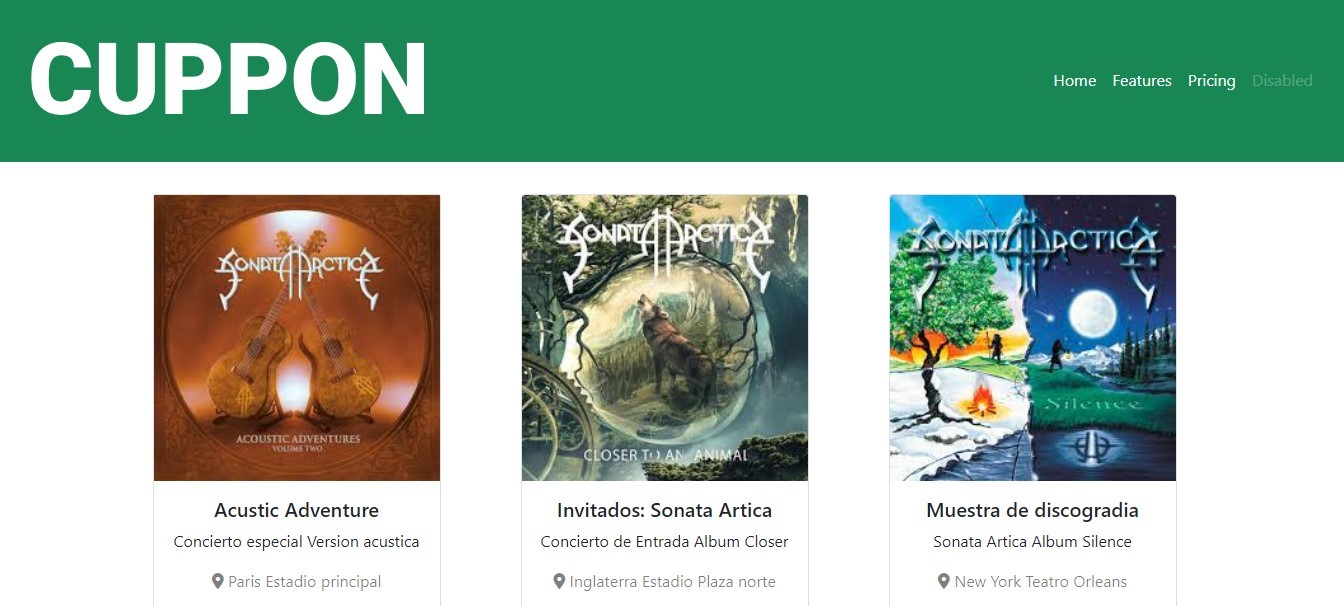 CUPPON
Home Features Pricing Disabled
SONATA ARCTICA
ACOUSTIC ADVENTURES
VOLUME TWO
Acustic Adventure
Concierto especial Version acustica
Paris Estadio principal
SONATA ARCTICA
CLOSER TO AN ANIMAL
Invitados: Sonata Artica
Concierto de Entrada Album Closer
Inglaterra Estadio Plaza norte
SONATA ARCTICA
Silence
Muestra de discogradia
Sonata Artica Album Silence
New York Teatro Orleans